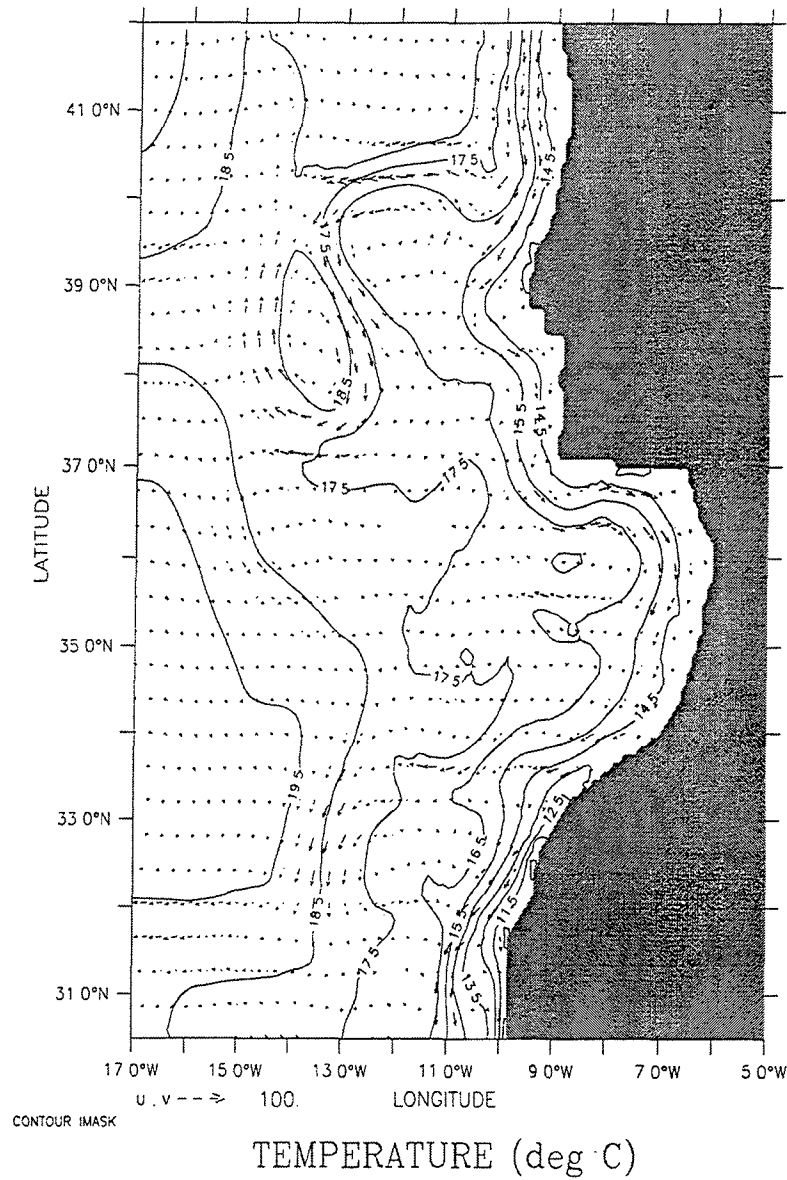 41 0°N
39 0°N
37 0°N
35 0°N
33 0°N
31 0°N
LATITUDE
18 5
17 5
14 5
17 5
18 5
15 5
14 5
17 5
17 5
17 5
14 5
19 5
12 5
16 5
18 5
15 5
11 5
17 5
13 5
17 0°W
15 0°W
13 0°W
11 0°W
9 0°W
7 0°W
5 0°W
u , v
100.
LONGITUDE
CONTOUR IMASK
TEMPERATURE (deg C)